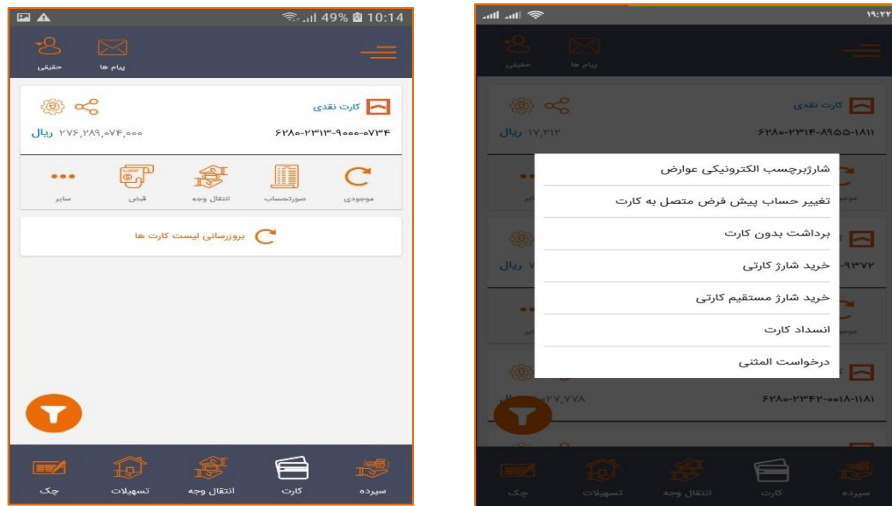 49% 10:14
حقیقی
پیام ها
کارت نقدی
۶۲۸۰-۲۳۱۳-۹۰۰۰-۰۷۳۴
۲۷۶,۲۸۹,۰۷۴,۰۰۰ ریال
موجودی صورتحساب انتقال وجه قبض سایر
بروزرسانی لیست کارت ها
سپرده کارت انتقال وجه تسهیلات چک
۱۹:۲۲
حقیقی
پیام ها
کارت نقدی
۶۲۸۰-۲۳۱۴-۸۹۵۵-۱۸۱۱
۱۷,۲۱۲ ریال
شارژبرچسب الکترونیکی عوارض
تغییر حساب پیش فرض متصل به کارت
برداشت بدون کارت
خرید شارژ کارتی
خرید شارژ مستقیم کارتی
انسداد کارت
درخواست المثنی
-۹۳۷۲
ریال
۶۲۸۰-۲۳۴۲-۰۰۱۸-۱۱۸۱
سپرده کارت انتقال وجه تسهیلات چک